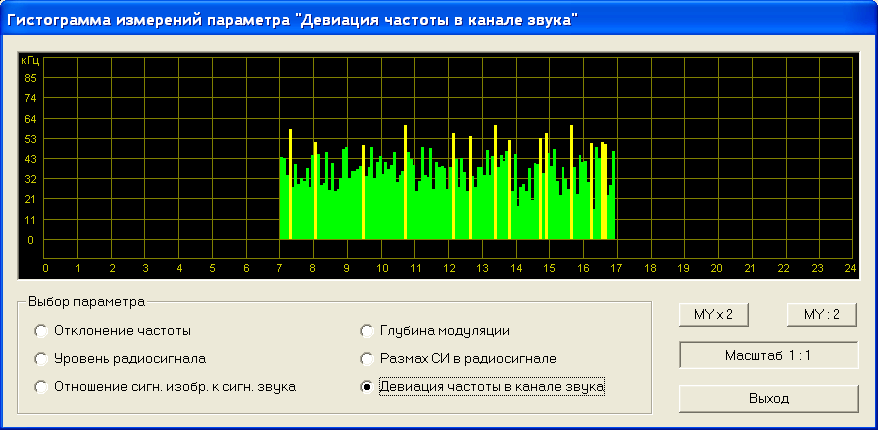 Гистограмма измерений параметра "Девиация частоты в канале звука"
кГц
85
74
64
53
43
32
21
11
0
0 1 2 3 4 5 6 7 8 9 10 11 12 13 14 15 16 17 18 19 20 21 22 23 24
Выбор параметра
Отклонение частоты
Глубина модуляции
Уровень радиосигнала
Размах СИ в радиосигнале
Отношение сигн. изобр. к сигн. звука
Девиация частоты в канале звука
MY x 2
MY : 2
Масштаб 1 : 1
Выход